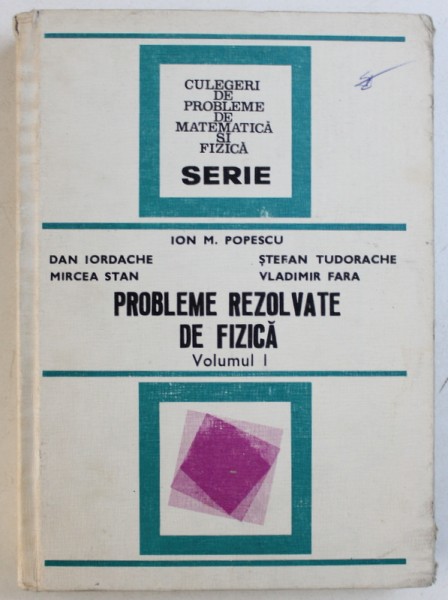 CULEGERI
DE
PROBLEME
DE
MATEMATICĂ
SI
FIZICĂ
SERIE
ION M. POPESCU
DAN IORDACHE ȘTEFAN TUDORACHE
MIRCEA STAN VLADIMIR FARA
PROBLEME REZOLVATE
DE FIZICĂ
Volumul I